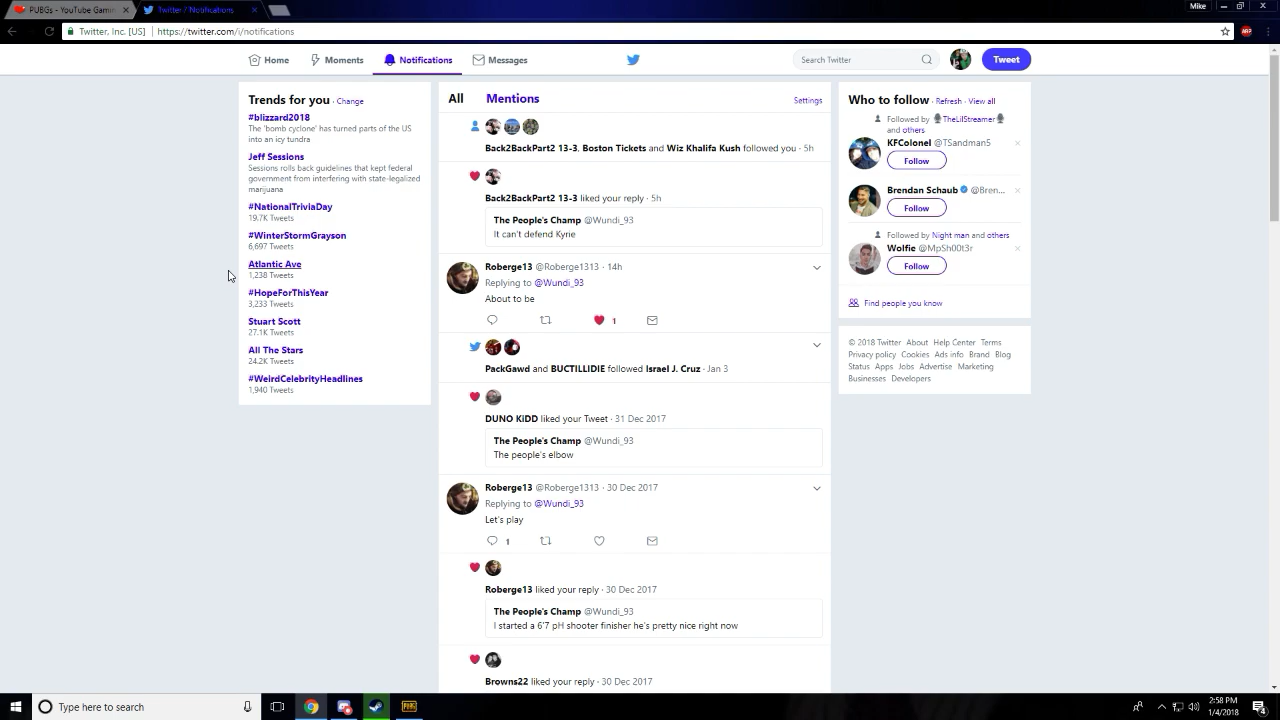 PUBGs - YouTube Gam
Twitter / Notifications
Mike
Twitter, Inc. [US]
https://twitter.com/i/notifications
ABP
Home
Moments
Notifications
Messages
Search Twitter
Tweet
Trends for you · Change
#blizzard2018
The 'bomb cyclone' has turned parts of the US
into an icy tundra
Jeff Sessions
Sessions rolls back guidelines that kept federal
government from interfering with state-legalized
marijuana
#NationalTriviaDay
19.7K Tweets
#WinterStormGrayson
6,697 Tweets
Atlantic Ave
1,238 Tweets
#HopeForThisYear
3,233 Tweets
Stuart Scott
27.1K Tweets
All The Stars
24.2K Tweets
#WeirdCelebrityHeadlines
1,940 Tweets
All
Mentions
Settings
Back2BackPart2 13-3, Boston Tickets and Wiz Khalifa Kush followed you · 5h
Back2BackPart2 13-3 liked your reply · 5h
The People's Champ @Wundi_93
It can't defend Kyrie
Roberge13 @Roberge1313 · 14h
Replying to @Wundi_93
About to be
1
PackGawd and BUCTILLIDIE followed Israel J. Cruz · Jan 3
DUNO KiDD liked your Tweet · 31 Dec 2017
The People's Champ @Wundi_93
The people's elbow
Roberge13 @Roberge1313 · 30 Dec 2017
Replying to @Wundi_93
Let's play
1
Roberge13 liked your reply · 30 Dec 2017
The People's Champ @Wundi_93
I started a 6'7 pH shooter finisher he's pretty nice right now
Browns22 liked your reply · 30 Dec 2017
Who to follow · Refresh · View all
Followed by TheLilStreamer
and others
KFColonel @TSandman5
Follow
Brendan Schaub @Bren...
Follow
Followed by Night man and others
Wolfie @MpSh00t3r
Follow
Find people you know
© 2018 Twitter About Help Center Terms
Privacy policy Cookies Ads info Brand Blog
Status Apps Jobs Advertise Marketing
Businesses Developers
Type here to search
2:58 PM
1/4/2018
4